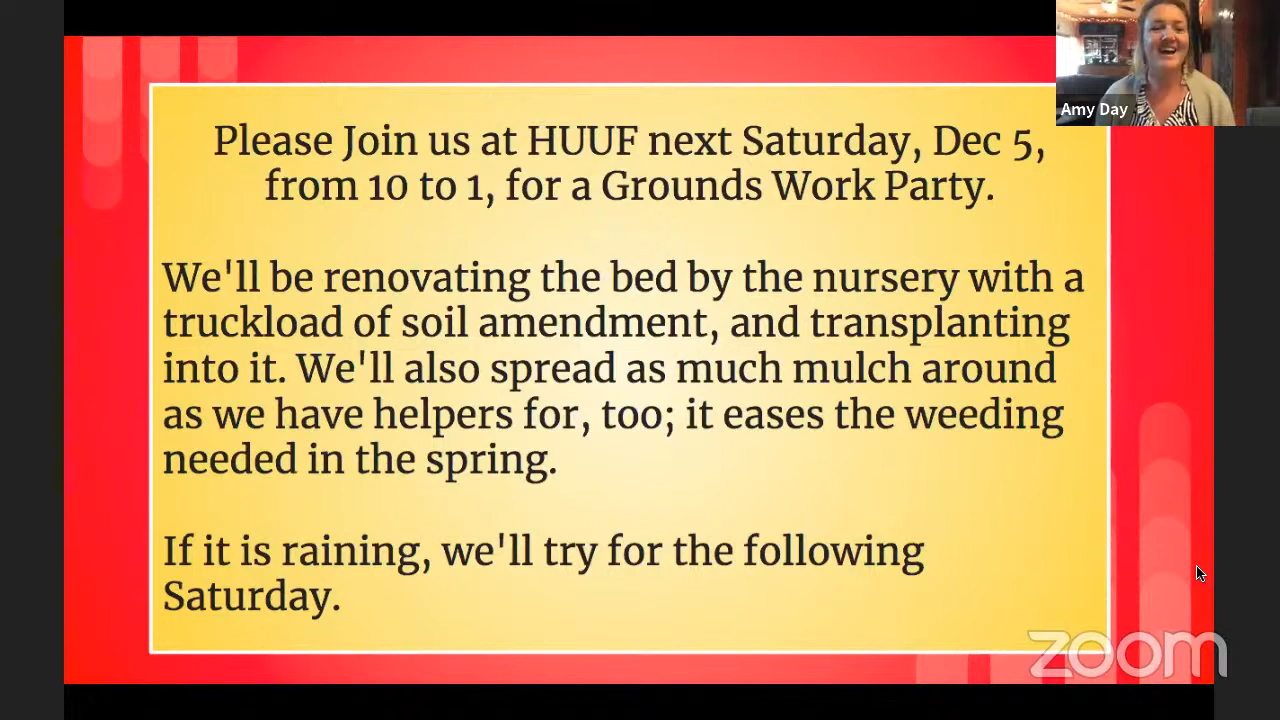 Amy Day
Please Join us at HUUF next Saturday, Dec 5,
from 10 to 1, for a Grounds Work Party.
We'll be renovating the bed by the nursery with a
truckload of soil amendment, and transplanting
into it. We'll also spread as much mulch around
as we have helpers for, too; it eases the weeding
needed in the spring.
If it is raining, we'll try for the following
Saturday.
zoom